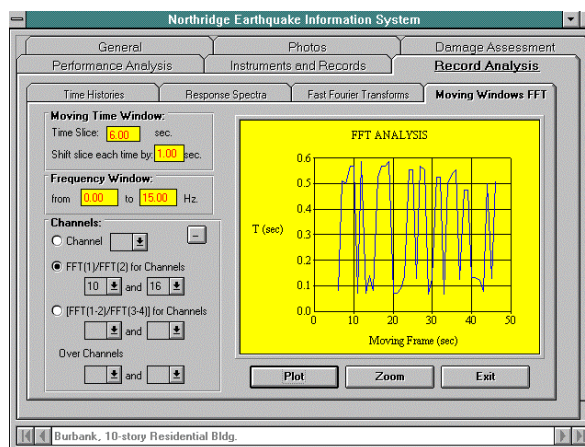 Northridge Earthquake Information System
General Photos Damage Assessment
Performance Analysis Instruments and Records Record Analysis
Time Histories Response Spectra Fast Fourier Transforms Moving Windows FFT
Moving Time Window:
Time Slice: 6.00 sec.
Shift slice each time by: 1.00 sec.
Frequency Window:
from 0.00 to 15.00 Hz.
Channels:
Channel
FFT(1)/FFT(2) for Channels
10 and 16
[FFT(1-2)/FFT(3-4)] for Channels
and
Over Channels
and
FFT ANALYSIS
0.6
0.5
0.4
T (sec)
0.3
0.2
0.1
0.0
0 10 20 30 40 50
Moving Frame (sec)
Plot Zoom Exit
Burbank, 10-story Residential Bldg.